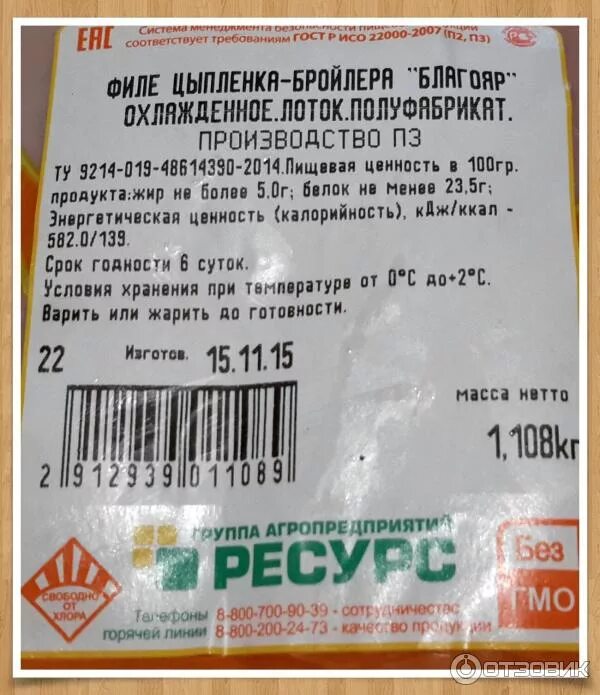 EAC Система менеджмента безопасности пищевой продукции
соответствует требованиям ГОСТ Р ИСО 22000-2007 (П2, П3)
ФИЛЕ ЦЫПЛЕНКА-БРОЙЛЕРА "БЛАГОЯР"
ОХЛАЖДЕННОЕ.ЛОТОК.ПОЛУФАБРИКАТ.
ПРОИЗВОДСТВО ПЗ
ТУ 9214-019-48614390-2014.Пищевая ценность в 100гр.
продукта:жир не более 5.0г; белок не менее 23,5г;
Энергетическая ценность (калорийность), кДж/ккал -
582.0/139.
Срок годности 6 суток.
Условия хранения при температуре от 0°C до+2°C.
Варить или жарить до готовности.
22 Изготов. 15.11.15
масса нетто
1,108кг
2 912939 011089
ГРУППА АГРОПРЕДПРИЯТИЙ
РЕСУРС
Без
ГМО
СВОБОДНО
ОТ
ХЛОРА
Телефоны 8-800-700-90-39 - сотрудничество
горячей линии 8-800-200-24-73 - качество продукции
ОТЗОВИК